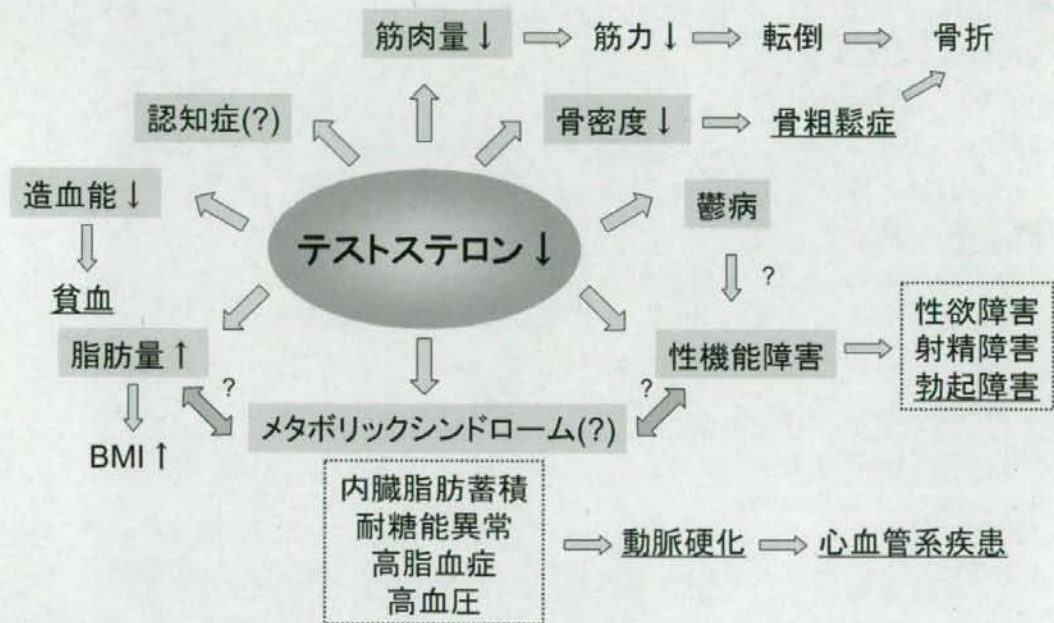 筋肉量↓ ⇨ 筋力↓ ⇨ 転倒 ⇨ 骨折
認知症(?)
骨密度↓ ⇨ 骨粗鬆症
造血能↓
鬱病
テストステロン↓
?
貧血
脂肪量↑
性機能障害
性欲障害
射精障害
勃起障害
?
?
メタボリックシンドローム(?)
BMI↑
内臓脂肪蓄積
耐糖能異常
高脂血症
高血圧
動脈硬化 ⇨ 心血管系疾患